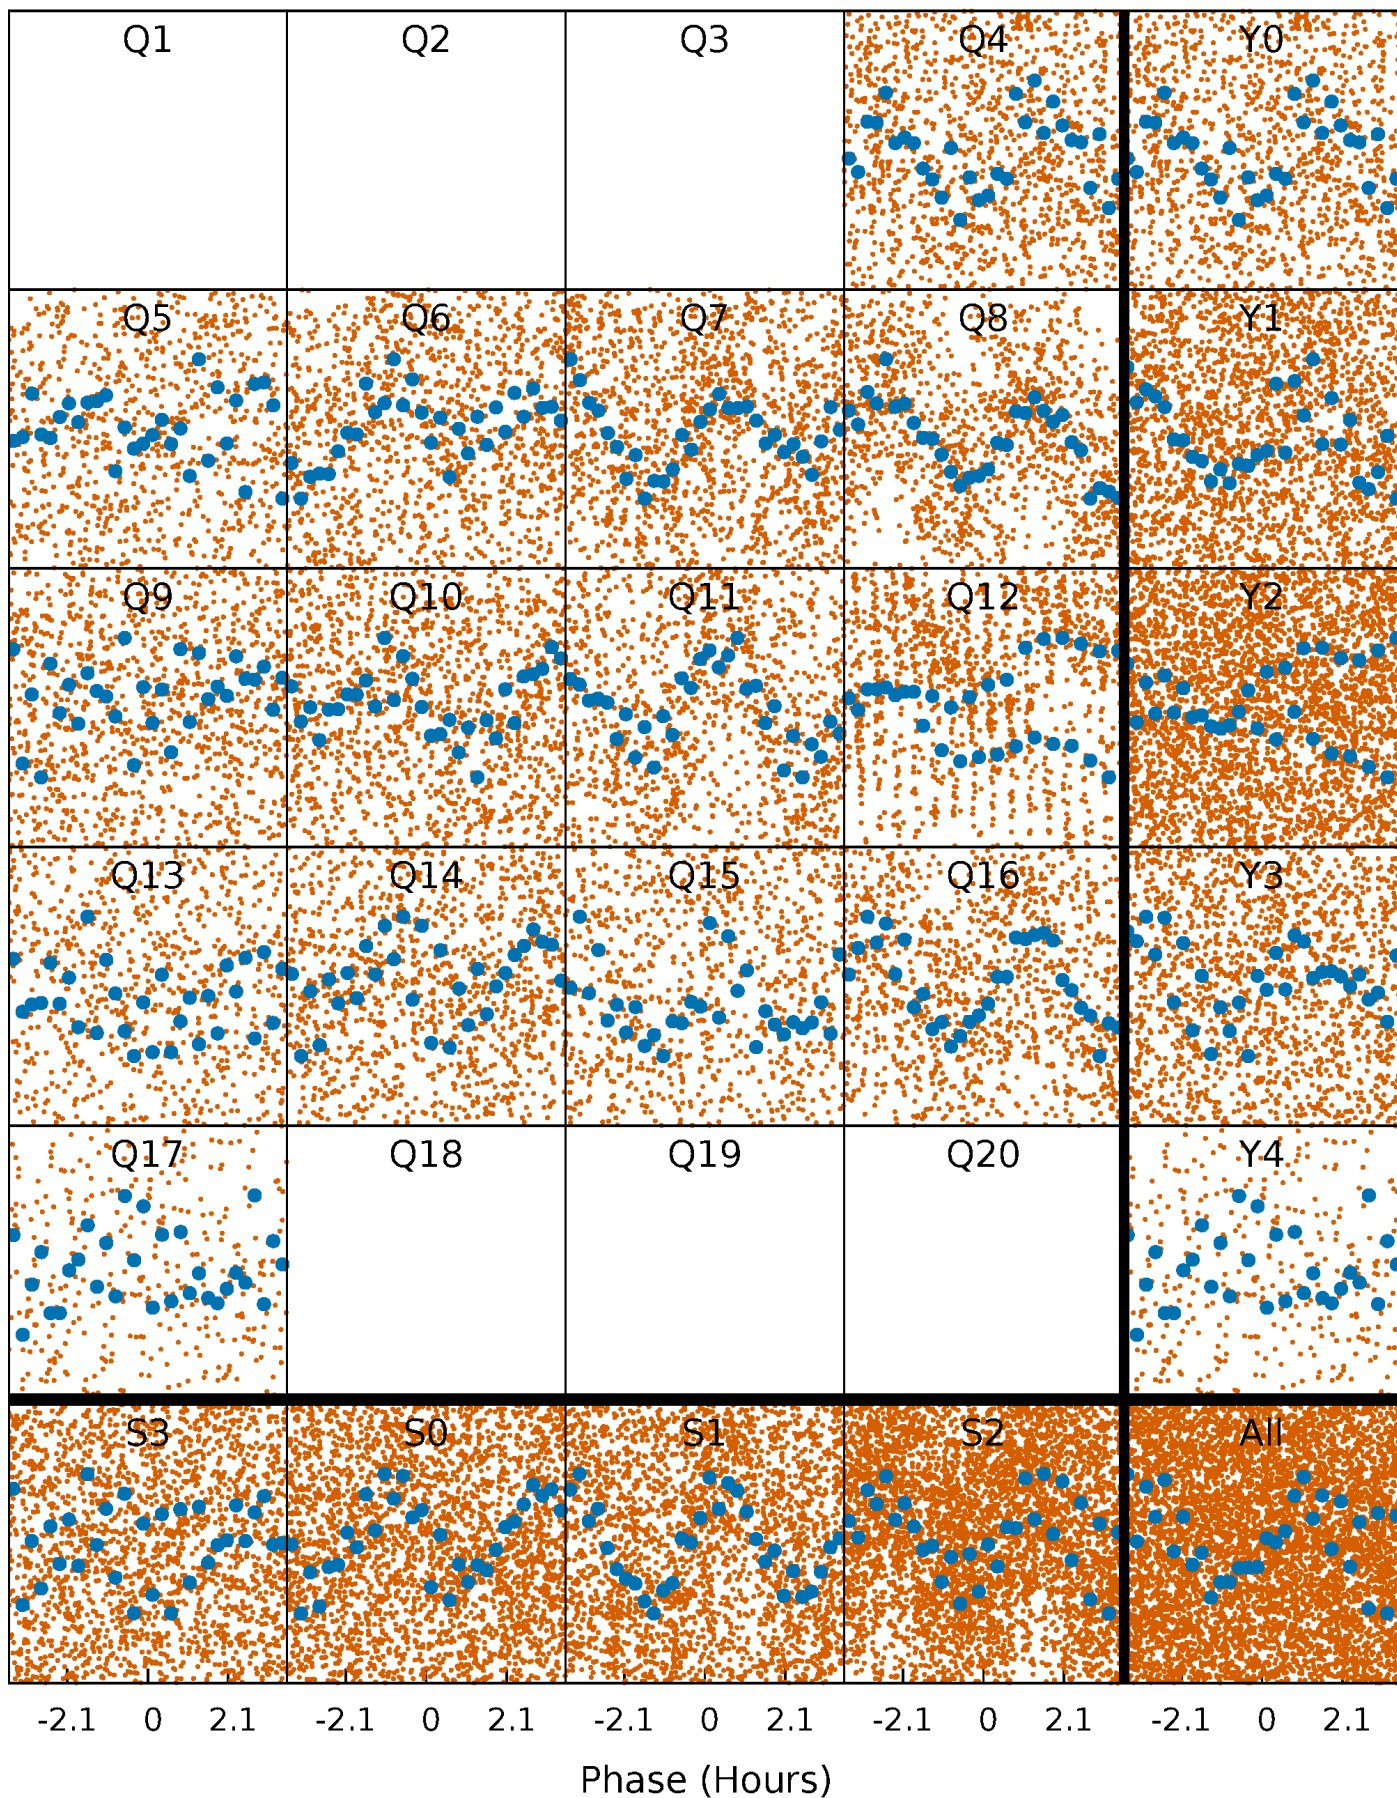 Q1 Q2 Q3 Q4 Y0
Q5 Q6 Q7 Q8 Y1
Q9 Q10 Q11 Q12 Y2
Q13 Q14 Q15 Q16 Y3
Q17 Q18 Q19 Q20 Y4
S3 S0 S1 S2 All
-2.1 0 2.1 -2.1 0 2.1 -2.1 0 2.1 -2.1 0 2.1 -2.1 0 2.1
Phase (Hours)